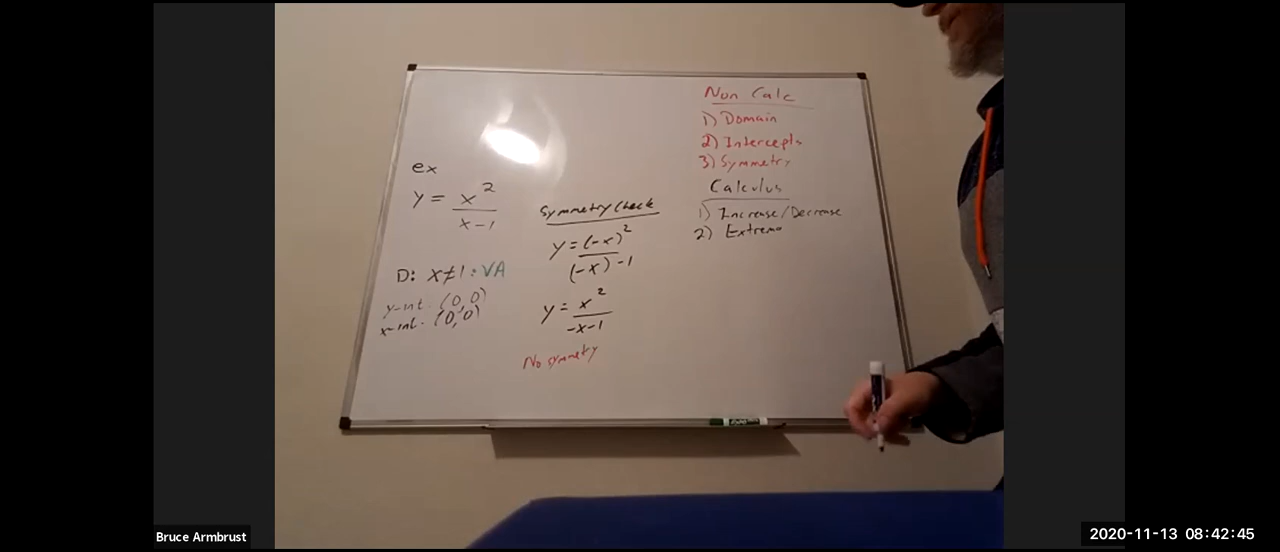 ex
y = x²
x-1
D: x≠1 : VA
y-int. (0,0)
x-int. (0,0)
Symmetry Check
y = (-x)²
(-x) -1
y = x²
-x-1
No symmetry
Non Calc
1) Domain
2) Intercepts
3) Symmetry
Calculus
1) Increase/Decrease
2) Extrema
Bruce Armbrust
2020-11-13 08:42:45